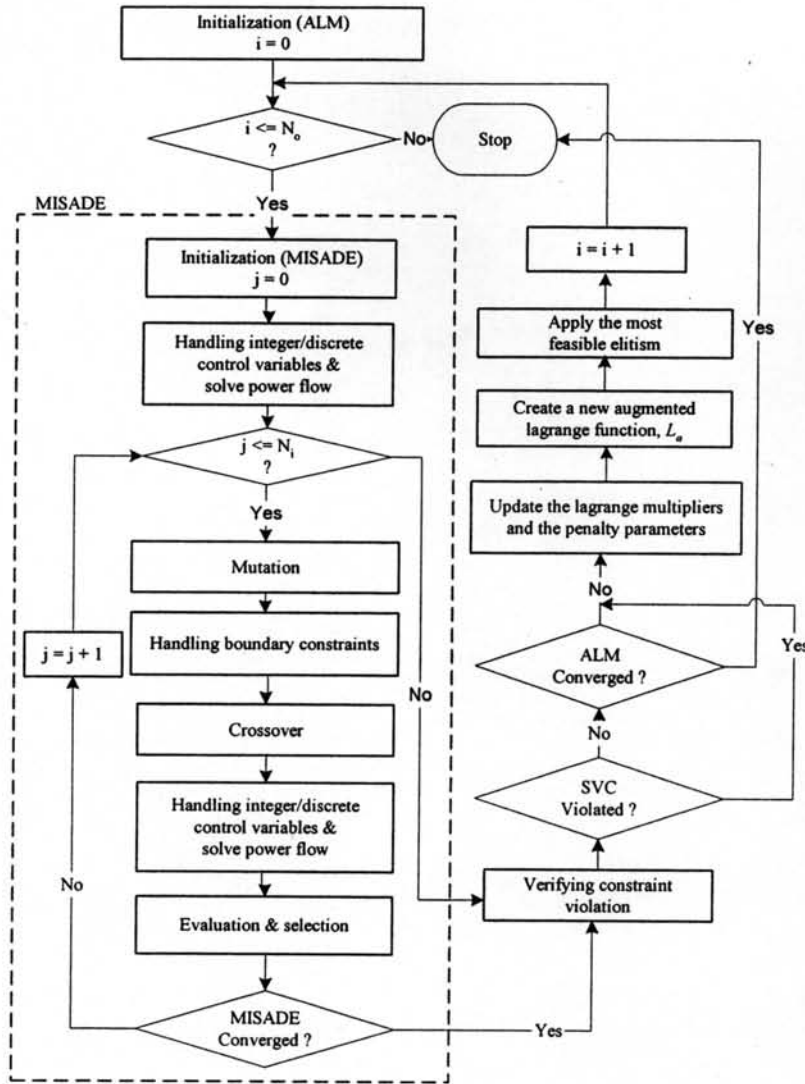 Initialization (ALM)
i = 0
i <= N_o
?
No
Stop
Yes
MISADE
Initialization (MISADE)
j = 0
Handling integer/discrete
control variables &
solve power flow
j <= N_i
?
Yes
Mutation
Handling boundary constraints
j = j + 1
Crossover
No
Handling integer/discrete
control variables &
solve power flow
No
Evaluation & selection
MISADE
Converged ?
Yes
i = i + 1
Yes
Apply the most
feasible elitism
Create a new augmented
lagrange function, L_a
Update the lagrange multipliers
and the penalty parameters
No
ALM
Converged ?
Yes
No
SVC
Violated ?
Verifying constraint
violation